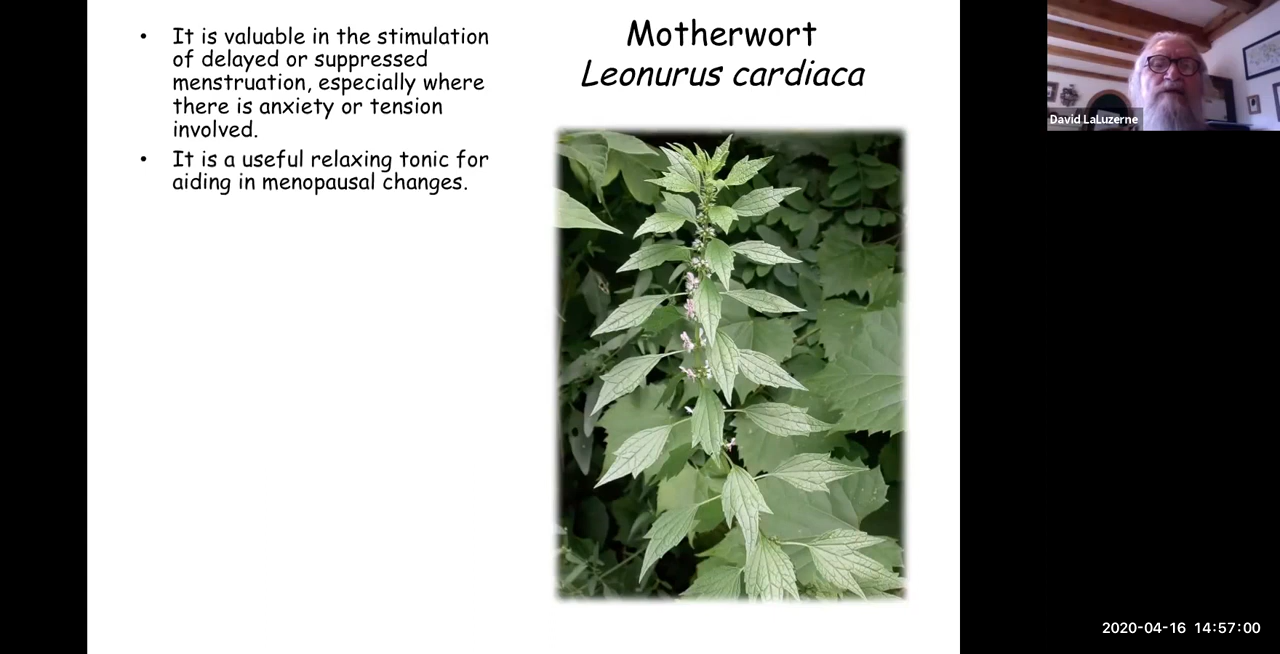 • It is valuable in the stimulation
of delayed or suppressed
menstruation, especially where
there is anxiety or tension
involved.
• It is a useful relaxing tonic for
aiding in menopausal changes.
Motherwort
Leonurus cardiaca
David LaLuzerne
2020-04-16 14:57:00